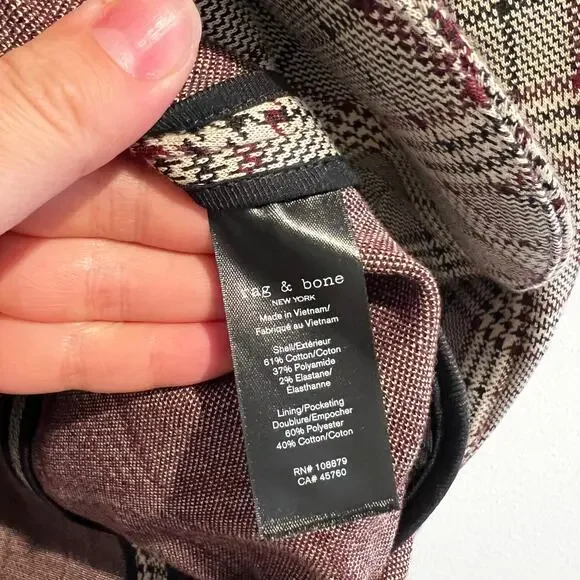 rag & bone
NEW YORK
Made in Vietnam/
Fabriqué au Vietnam
Shell/Extérieur
61% Cotton/Coton
37% Polyamide
2% Elastane/
Élasthanne
Lining/Pocketing
Doublure/Empocher
60% Polyester
40% Cotton/Coton
RN# 108879
CA# 45760